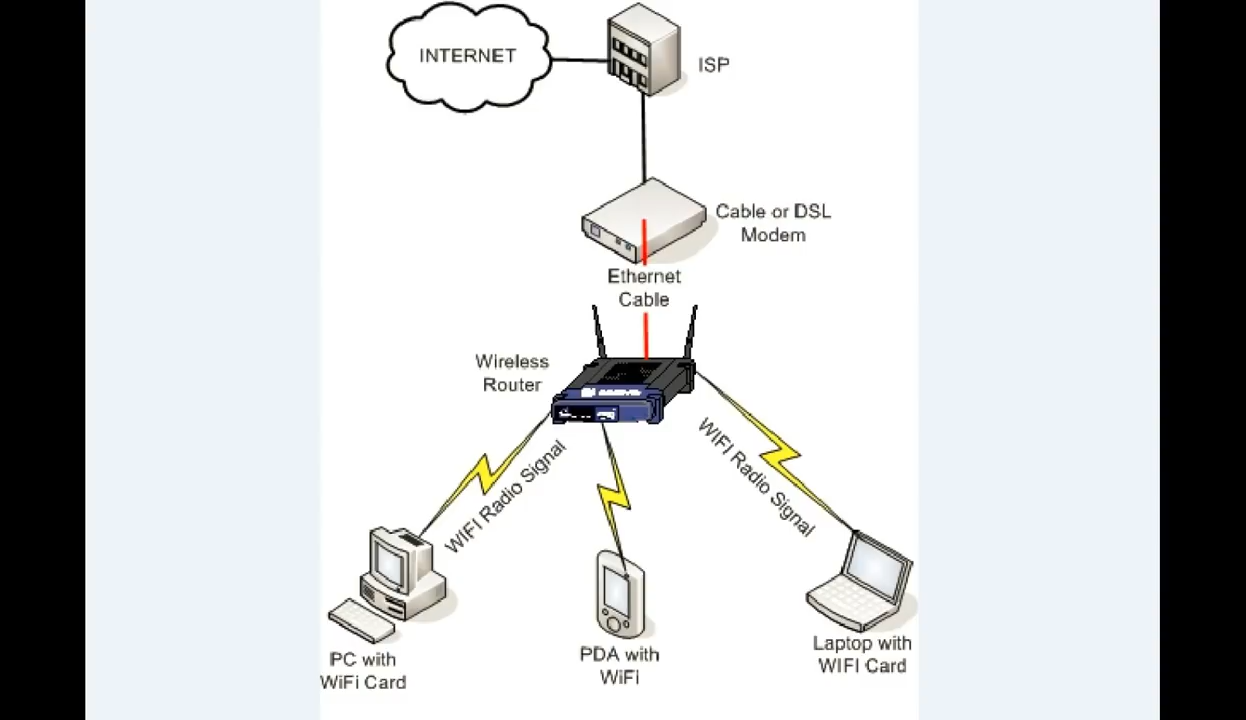 INTERNET
ISP
Cable or DSL
Modem
Ethernet
Cable
Wireless
Router
WIFI Radio Signal
WIFI Radio Signal
PC with
WiFi Card
PDA with
WiFi
Laptop with
WIFI Card